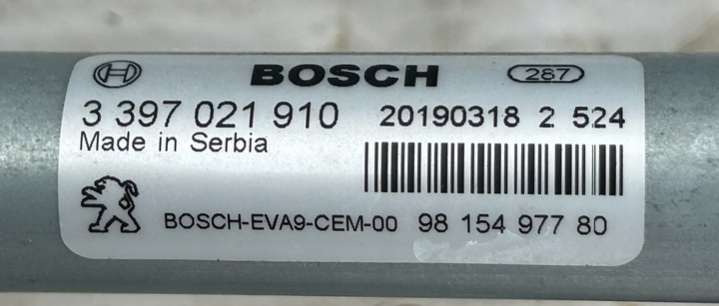 BOSCH 287
3 397 021 910 20190318 2 524
Made in Serbia
BOSCH-EVA9-CEM-00 98 154 977 80